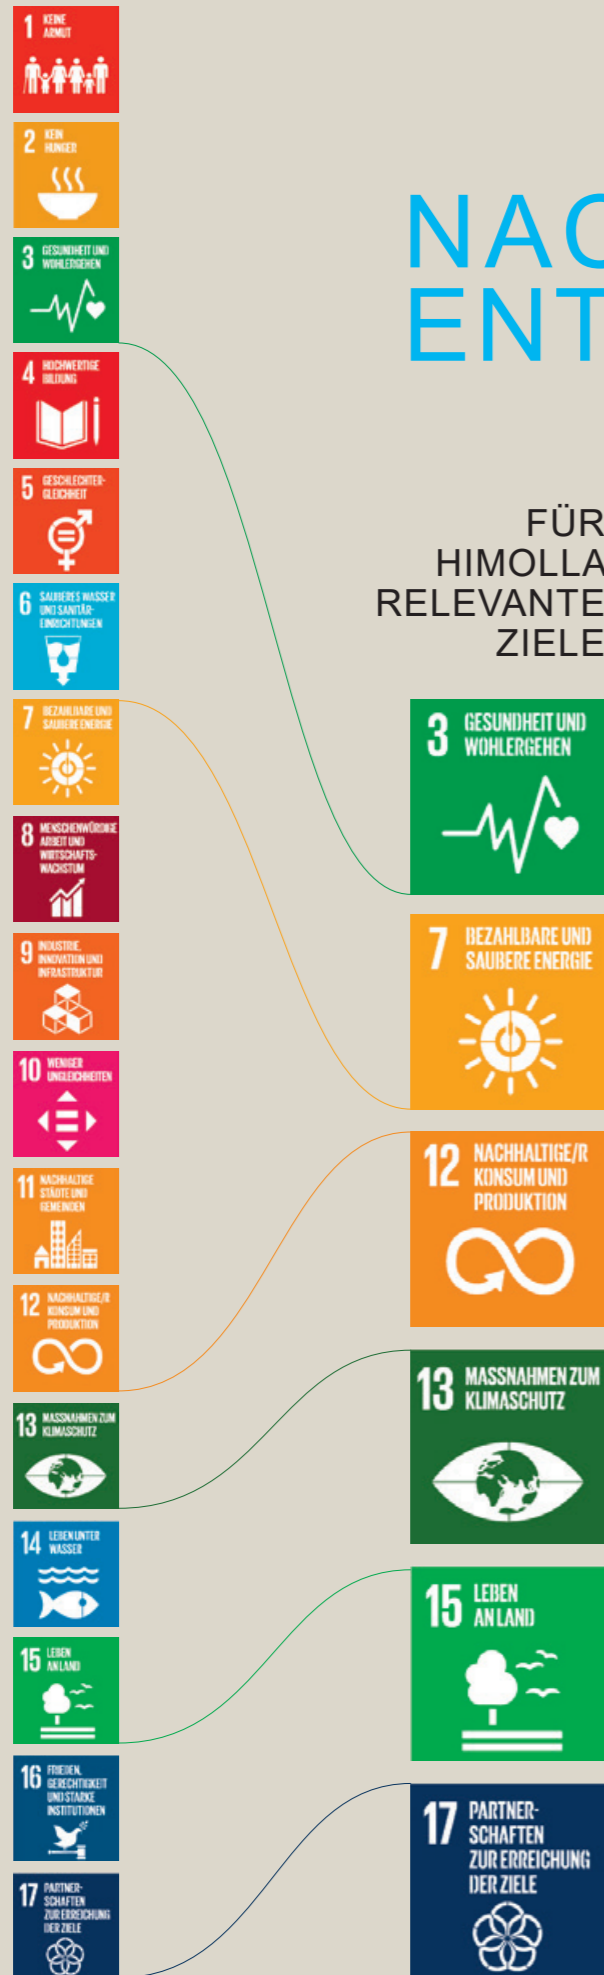 1 KEINE
ARMUT
2 KEIN
HUNGER
3 GESUNDHEIT UND
WOHLERGEHEN
4 HOCHWERTIGE
BILDUNG
5 GESCHLECHTER-
GLEICHHEIT
6 SAUBERES WASSER
UND SANITÄR-
EINRICHTUNGEN
7 BEZAHLBARE UND
SAUBERE ENERGIE
8 MENSCHENWÜRDIGE
ARBEIT UND
WIRTSCHAFTS-
WACHSTUM
9 INDUSTRIE,
INNOVATION UND
INFRASTRUKTUR
10 WENIGER
UNGLEICHHEITEN
11 NACHHALTIGE
STÄDTE UND
GEMEINDEN
12 NACHHALTIGE/R
KONSUM UND
PRODUKTION
13 MASSNAHMEN ZUM
KLIMASCHUTZ
14 LEBEN UNTER
WASSER
15 LEBEN
AN LAND
16 FRIEDEN,
GERECHTIGKEIT
UND STARKE
INSTITUTIONEN
17 PARTNER-
SCHAFTEN
ZUR ERREICHUNG
DER ZIELE
NAC
ENT
FÜR
HIMOLLA
RELEVANTE
ZIELE
3 GESUNDHEIT UND
WOHLERGEHEN
7 BEZAHLBARE UND
SAUBERE ENERGIE
12 NACHHALTIGE/R
KONSUM UND
PRODUKTION
13 MASSNAHMEN ZUM
KLIMASCHUTZ
15 LEBEN
AN LAND
17 PARTNER-
SCHAFTEN
ZUR ERREICHUNG
DER ZIELE